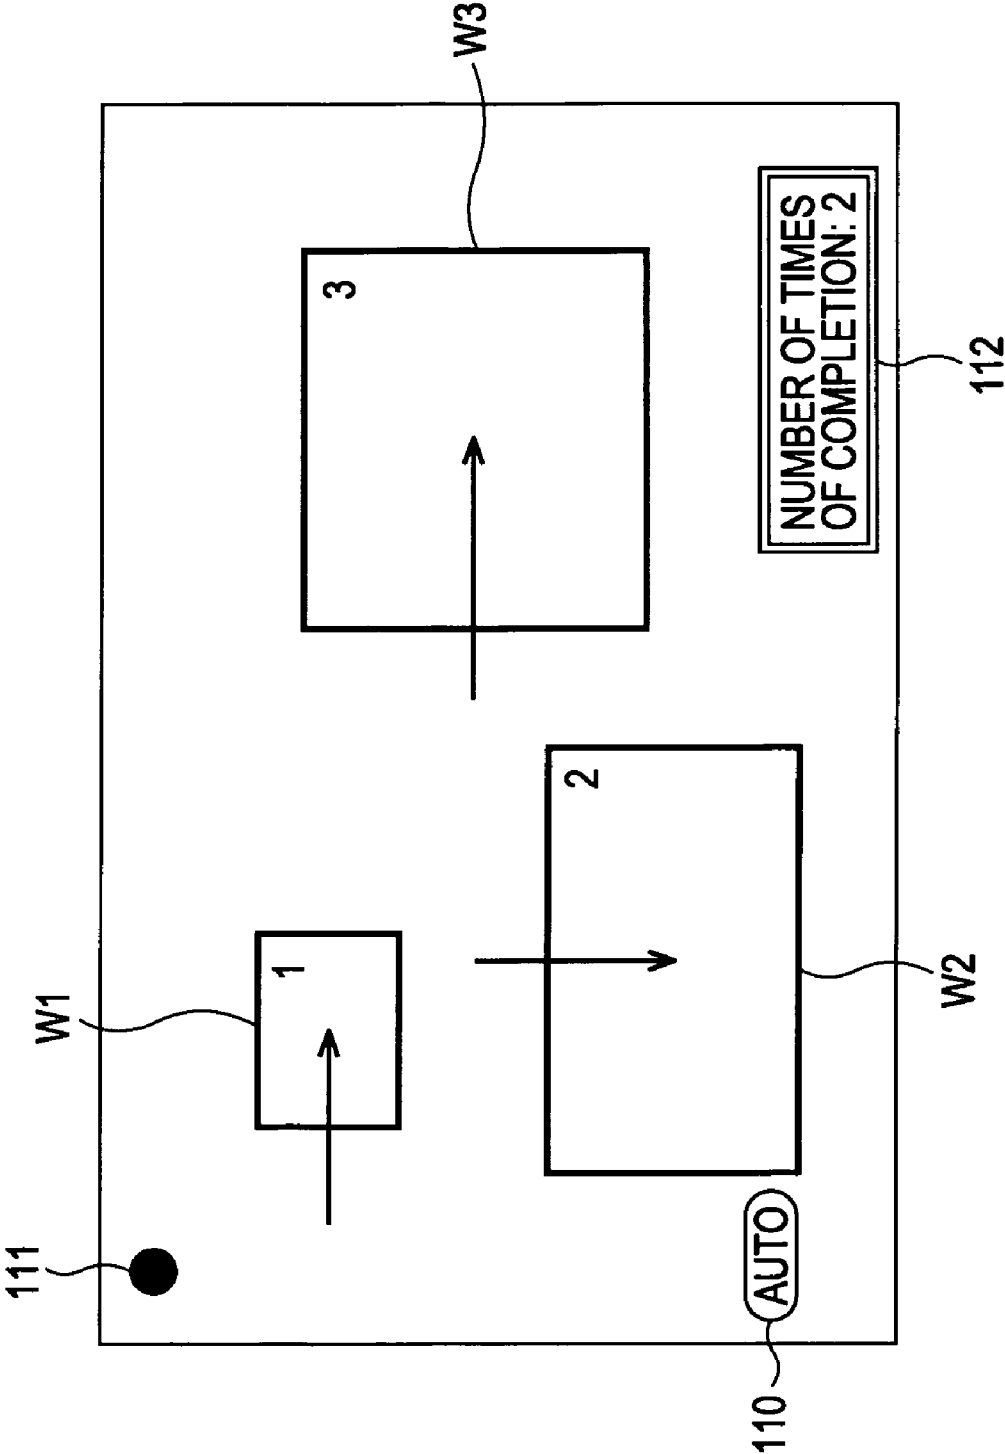 111
W1
W3
1
3
2
AUTO
NUMBER OF TIMES
OF COMPLETION: 2
110
W2
112